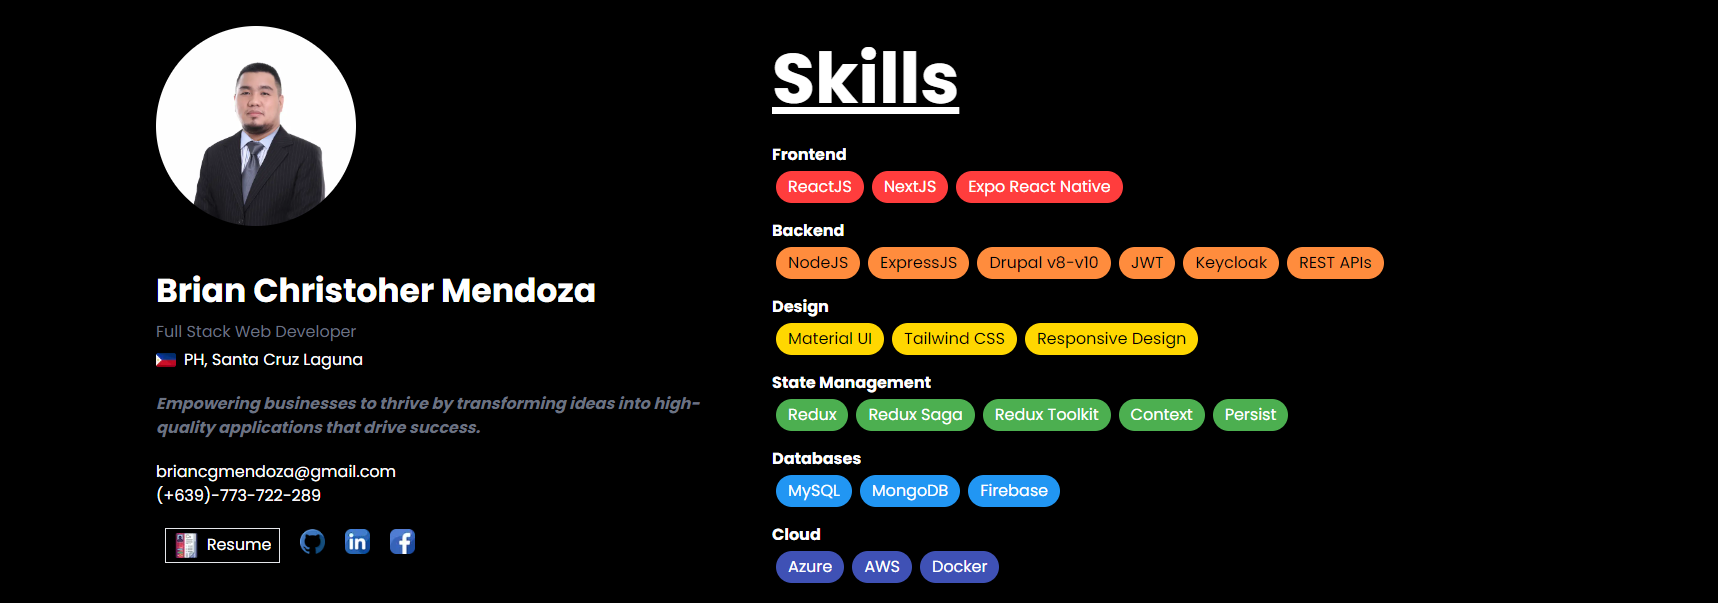 Brian Christoher Mendoza
Full Stack Web Developer
PH, Santa Cruz Laguna
Empowering businesses to thrive by transforming ideas into high-
quality applications that drive success.
briancgmendoza@gmail.com
(+639)-773-722-289
Resume
Skills
Frontend
ReactJS NextJS Expo React Native
Backend
NodeJS ExpressJS Drupal v8-v10 JWT Keycloak REST APIs
Design
Material UI Tailwind CSS Responsive Design
State Management
Redux Redux Saga Redux Toolkit Context Persist
Databases
MySQL MongoDB Firebase
Cloud
Azure AWS Docker